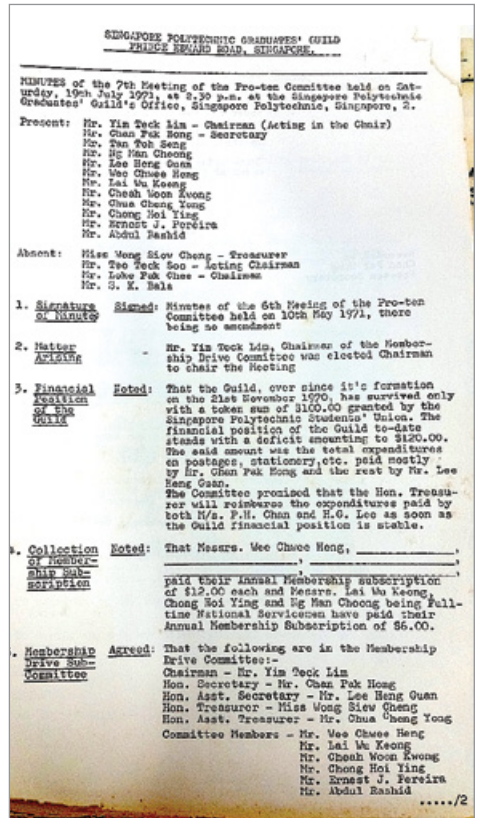 SINGAPORE POLYTECHNIC GRADUATES' GUILD
PRINCE EDWARD ROAD, SINGAPORE.
MINUTES of the 7th Meeting of the Pro-ten Committee held on Sat-
urday, 19th July 1971, at 2.30 p.m. at the Singapore Polytechnic
Graduates' Guild's Office, Singapore Polytechnic, Singapore, 2.
Present: Mr. Yim Teck Lim - Chairman (Acting in the Chair)
Mr. Chan Pak Hong - Secretary
Mr. Tan Toh Seng
Mr. Ng Man Cheong
Mr. Lee Heng Guan
Mr. Wee Chwee Heng
Mr. Lai Wu Keong
Mr. Cheah Woon Kwong
Mr. Chua Cheng Yong
Mr. Chong Hoi Ying
Mr. Ernest J. Pereira
Mr. Abdul Rashid
Absent: Miss Wong Siew Cheng - Treasurer
Mr. Teo Teck Soo - Acting Chairman
Mr. Loke Pak Chee - Chairman
Mr. S. K. Bala
1. Signature Signed: Minutes of the 6th Meeing of the Pro-ten
of Minutes Committee held on 10th May 1971, there
being no amendment
2. Matter - Mr. Yim Teck Lim, Chairman of the Member-
Arising ship Drive Committee was elected Chairman
to chair the Meeting
3. Financial Noted: That the Guild, ever since it's formation
Position on the 21st November 1970, has survived only
of the with a token sum of $100.00 granted by the
Guild Singapore Polytechnic Students' Union. The
financial position of the Guild to-date
stands with a deficit amounting to $120.00.
The said amount was the total expenditures
on postages, stationery, etc. paid mostly
by Mr. Chan Pak Hong and the rest by Mr. Lee
Heng Guan.
The Committee promised that the Hon. Treasu-
rer will reimburse the expenditures paid by
both M/s. P.H. Chan and H.G. Lee as soon as
the Guild financial position is stable.
. Collection Noted: That Messrs. Wee Chwee Heng, ,
of Member- , ,
ship Sub- paid their Annual Membership subscription
scription of $12.00 each and Messrs. Lai Wu Keong,
Chong Hoi Ying and Ng Man Choong being Full-
time National Servicemen have paid their
Annual Membership Subscription of $6.00.
. Membership Agreed: That the following are in the Membership
Drive Sub- Drive Committee:-
Committee Chairman - Mr. Yim Teck Lim
Hon. Secretary - Mr. Chan Pak Hong
Hon. Asst. Secretary - Mr. Lee Heng Guan
Hon. Treasurer - Miss Wong Siew Cheng
Hon. Asst. Treasurer - Mr. Chua Cheng Yong
Committee Members - Mr. Wee Chwee Heng
Mr. Lai Wu Keong
Mr. Cheah Woon Kwong
Mr. Chong Hoi Ying
Mr. Ernest J. Pereira
Mr. Abdul Rashid
...../2